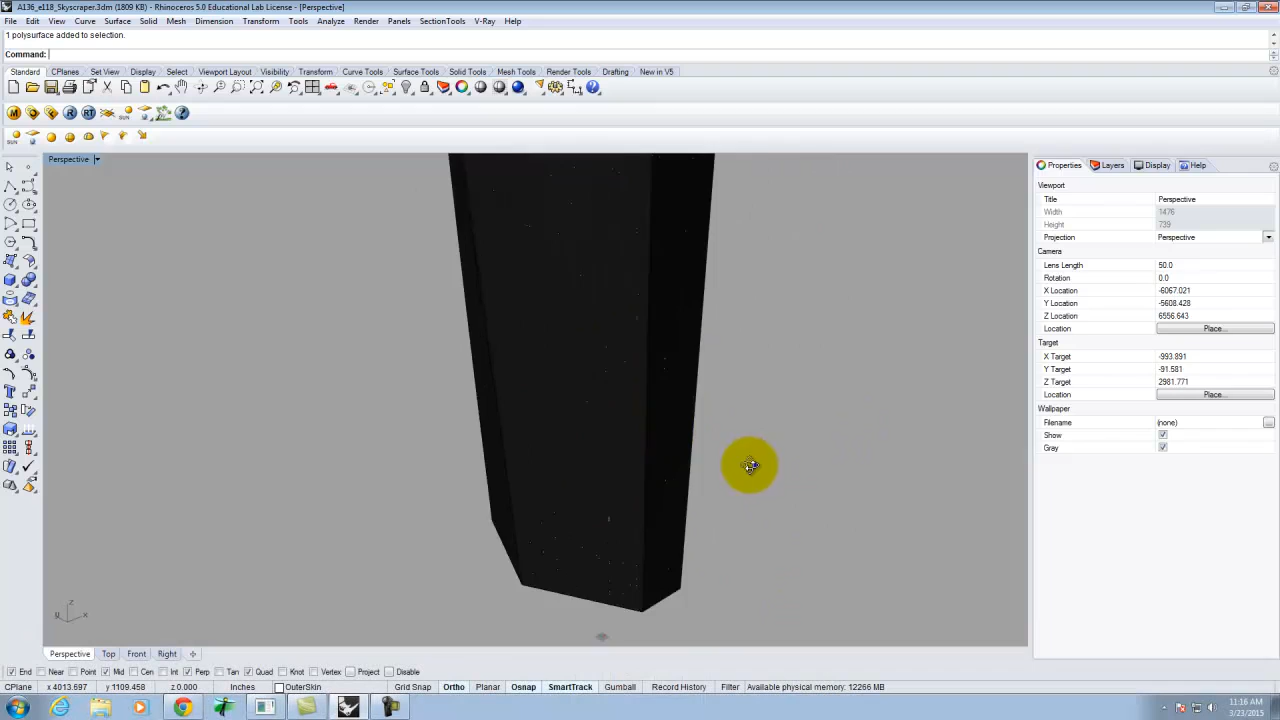 A136_e118_Skyscraper.3dm (1809 KB) - Rhinoceros 5.0 Educational Lab License - [Perspective]
File Edit View Curve Surface Solid Mesh Dimension Transform Tools Analyze Render Panels SectionTools V-Ray Help
1 polysurface added to selection.
Command:
Standard CPlanes Set View Display Select Viewport Layout Visibility Transform Curve Tools Surface Tools Solid Tools Mesh Tools Render Tools Drafting New in V5
M R RT SUN
SUN
Perspective
Properties Layers Display Help
Viewport
Title Perspective
Width 1476
Height 739
Projection Perspective
Camera
Lens Length 50.0
Rotation 0.0
X Location -6067.021
Y Location -5608.428
Z Location 6556.643
Location Place...
Target
X Target -993.891
Y Target -91.581
Z Target 2981.771
Location Place...
Wallpaper
Filename (none)
Show
Gray
z
y x
Perspective Top Front Right
End Near Point Mid Cen Int Perp Tan Quad Knot Vertex Project Disable
CPlane x 4013.697 y 1109.458 z 0.000 Inches OuterSkin Grid Snap Ortho Planar Osnap SmartTrack Gumball Record History Filter Available physical memory: 12266 MB
11:16 AM
3/23/2015